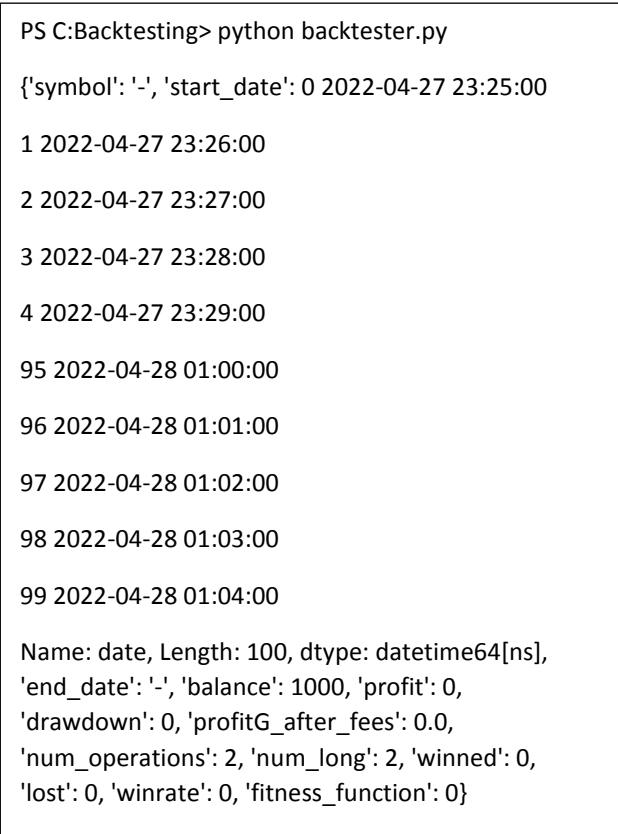 PS C:Backtesting> python backtester.py
{'symbol': '-', 'start_date': 0 2022-04-27 23:25:00
1 2022-04-27 23:26:00
2 2022-04-27 23:27:00
3 2022-04-27 23:28:00
4 2022-04-27 23:29:00
95 2022-04-28 01:00:00
96 2022-04-28 01:01:00
97 2022-04-28 01:02:00
98 2022-04-28 01:03:00
99 2022-04-28 01:04:00
Name: date, Length: 100, dtype: datetime64[ns],
'end_date': '-', 'balance': 1000, 'profit': 0,
'drawdown': 0, 'profitG_after_fees': 0.0,
'num_operations': 2, 'num_long': 2, 'winned': 0,
'lost': 0, 'winrate': 0, 'fitness_function': 0}